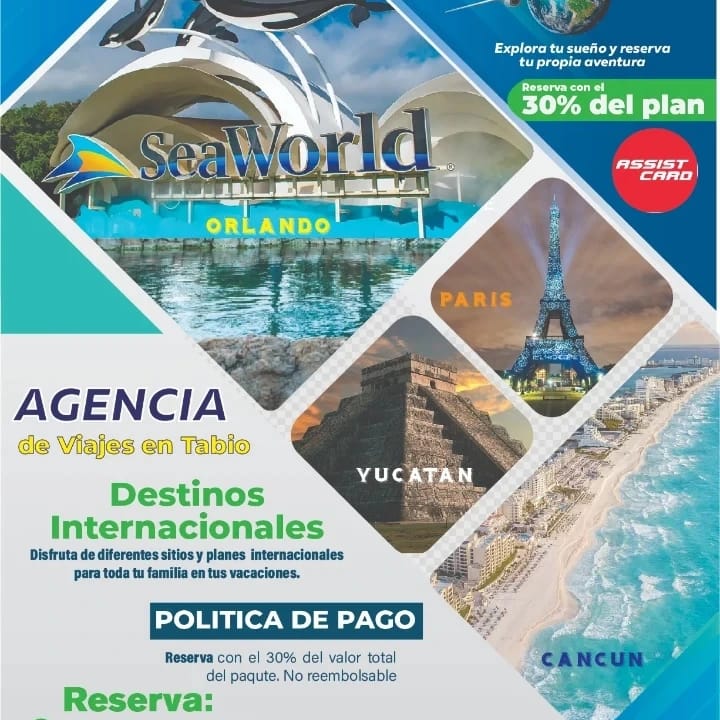 Explora tu sueño y reserva
tu propia aventura
Reserva con el
30% del plan
ASSIST
CARD
SeaWorld
ORLANDO
PARIS
YUCATAN
CANCUN
AGENCIA
de Viajes en Tabio
Destinos
Internacionales
Disfruta de diferentes sitios y planes internacionales
para toda tu familia en tus vacaciones.
POLITICA DE PAGO
Reserva con el 30% del valor total
del paqute. No reembolsable
Reserva: